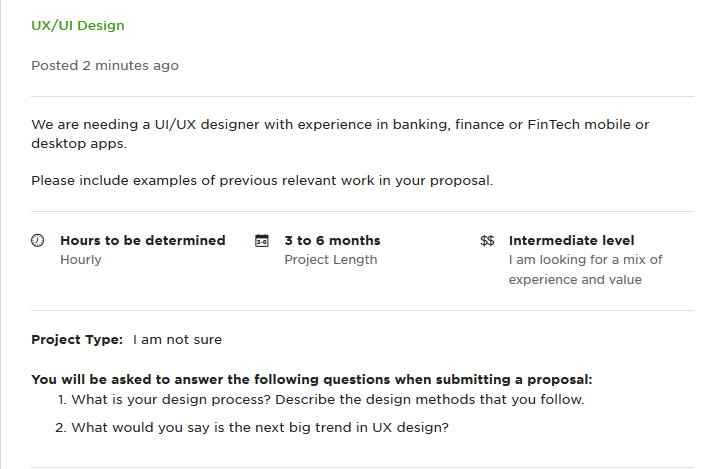 UX/UI Design
Posted 2 minutes ago
We are needing a UI/UX designer with experience in banking, finance or FinTech mobile or
desktop apps.
Please include examples of previous relevant work in your proposal.
Hours to be determined
Hourly
3-6
3 to 6 months
Project Length
$$ Intermediate level
I am looking for a mix of
experience and value
Project Type: I am not sure
You will be asked to answer the following questions when submitting a proposal:
1. What is your design process? Describe the design methods that you follow.
2. What would you say is the next big trend in UX design?